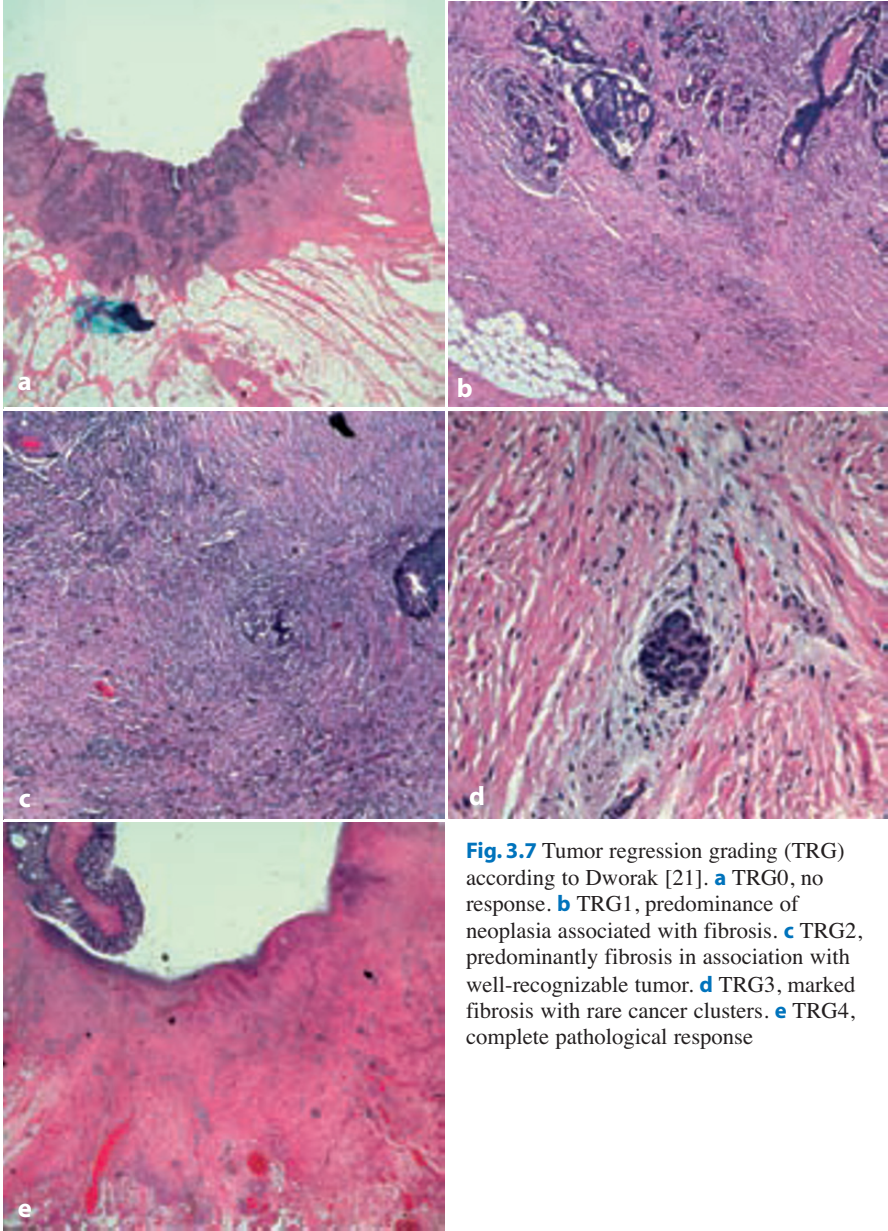 a
b
c
d
e
Fig. 3.7 Tumor regression grading (TRG)
according to Dworak [21]. a TRG0, no
response. b TRG1, predominance of
neoplasia associated with fibrosis. c TRG2,
predominantly fibrosis in association with
well-recognizable tumor. d TRG3, marked
fibrosis with rare cancer clusters. e TRG4,
complete pathological response